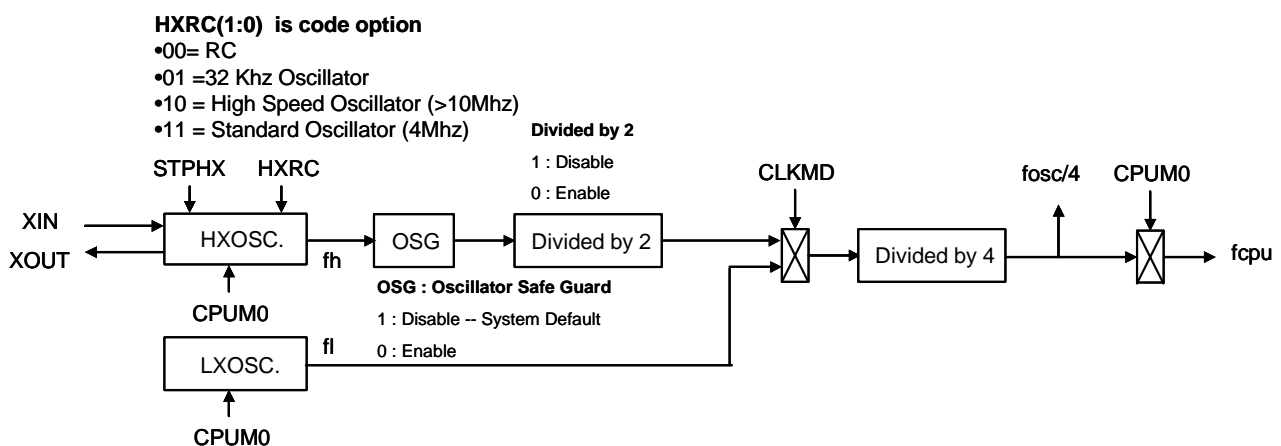 HXRC(1:0) is code option
•00= RC
•01 =32 Khz Oscillator
•10 = High Speed Oscillator (>10Mhz)
•11 = Standard Oscillator (4Mhz)
Divided by 2
1 : Disable
0 : Enable
STPHX
HXRC
CLKMD
fosc/4
CPUM0
XIN
XOUT
HXOSC.
fh
OSG
Divided by 2
Divided by 4
fcpu
CPUM0
OSG : Oscillator Safe Guard
1 : Disable -- System Default
0 : Enable
fl
LXOSC.
CPUM0